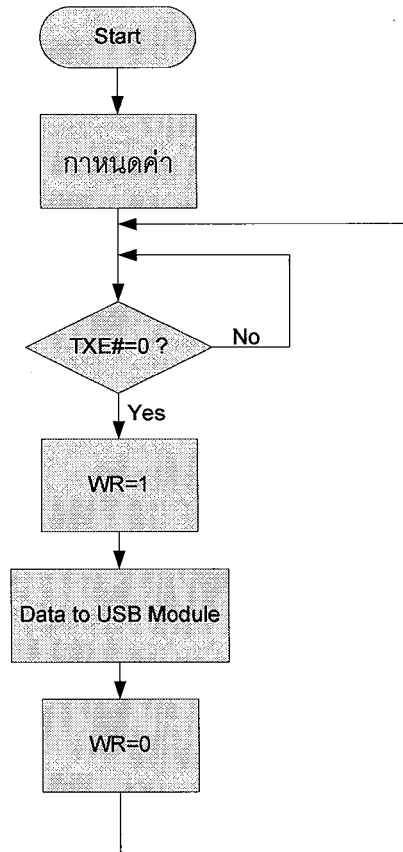 Start
กำหนดค่า
TXE#=0 ?
No
Yes
WR=1
Data to USB Module
WR=0